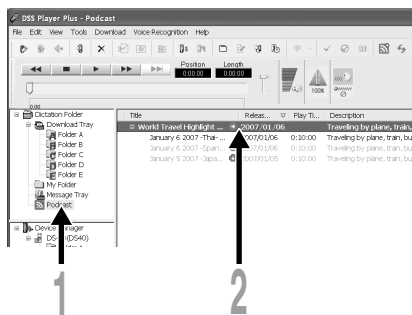 DSS Player Plus - Podcast
File Edit View Tools Download Voice Recognition Help
Position Length
0:00:00 0:00:00
100%
0.00
Dictation Folder
Download Tray
Folder A
Folder B
Folder C
Folder D
Folder E
My Folder
Message Tray
Podcast
Device Manager
DS-40(DS40)
Title Releas... Play Ti... Description
World Travel Highlight ... 2007/01/06 Traveling by plane, train,
January 6 2007 -Thai- ... 2007/01/06 0:10:00 Traveling by plane, train, bu
January 6 2007 -Span... 2007/01/06 0:10:00 Traveling by plane, train, bu
January 5 2007 -Japa... 2007/01/05 0:10:00 Traveling by plane, train, bu
1
2